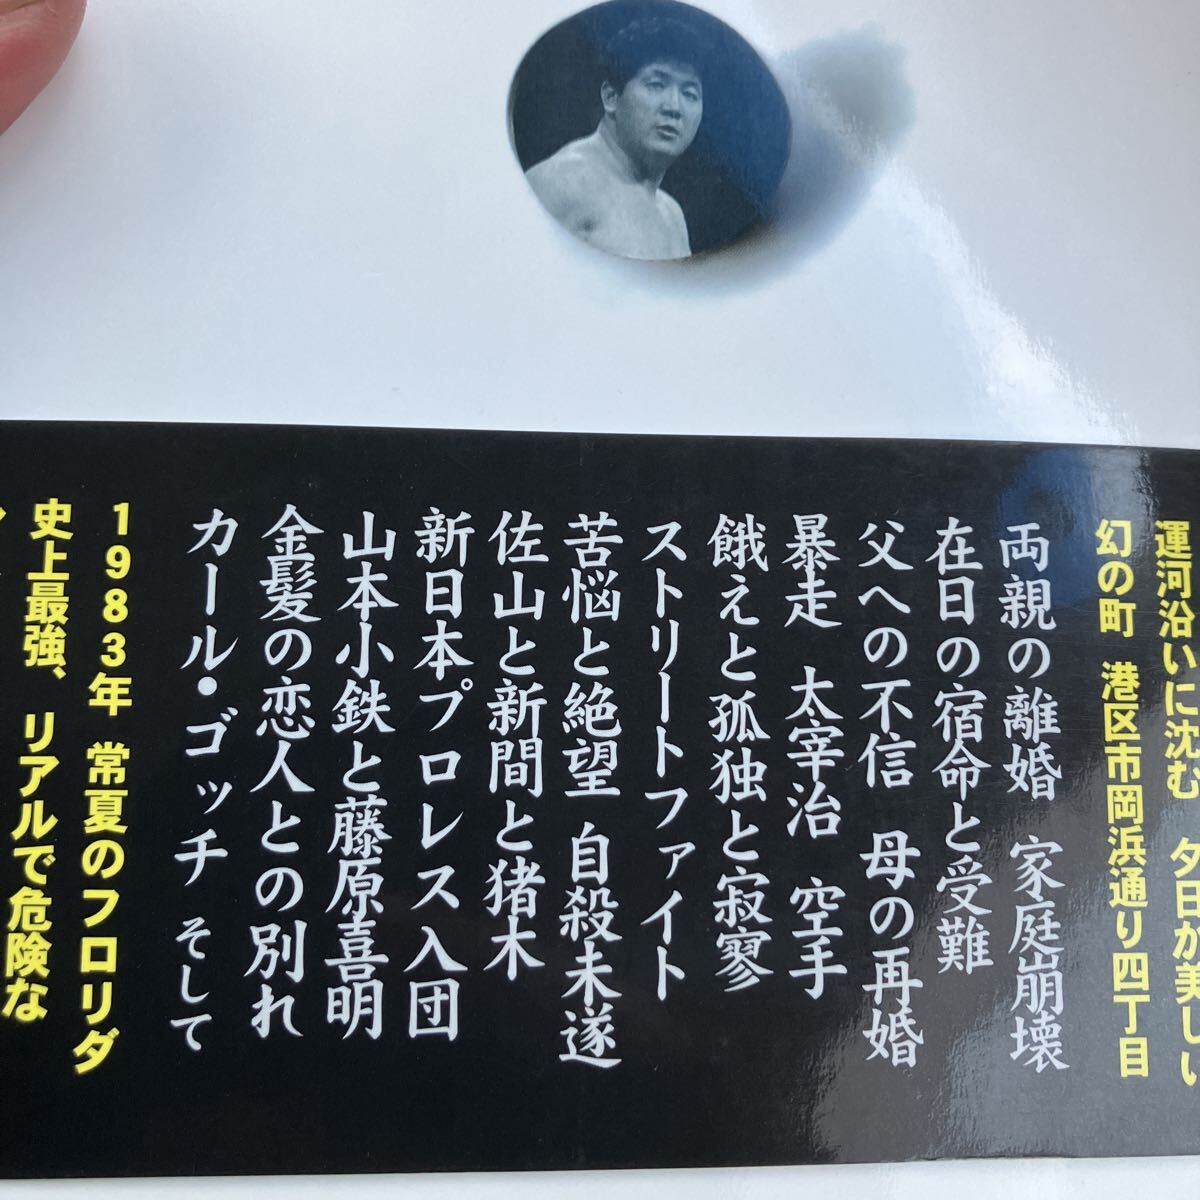 運河沿いに沈む 夕日が美しい
幻の町 港区市岡浜通り四丁目
両親の離婚 家庭崩壊
在日の宿命と受難
父への不信 母の再婚
暴走 太宰治 空手
餓えと孤独と寂寥
ストリートファイト
苦悩と絶望 自殺未遂
佐山と新間と猪木
新日本プロレス入団
山本小鉄と藤原喜明
金髪の恋人との別れ
カール・ゴッチ そして
1983年 常夏のフロリダ
史上最強、リアルで危険な